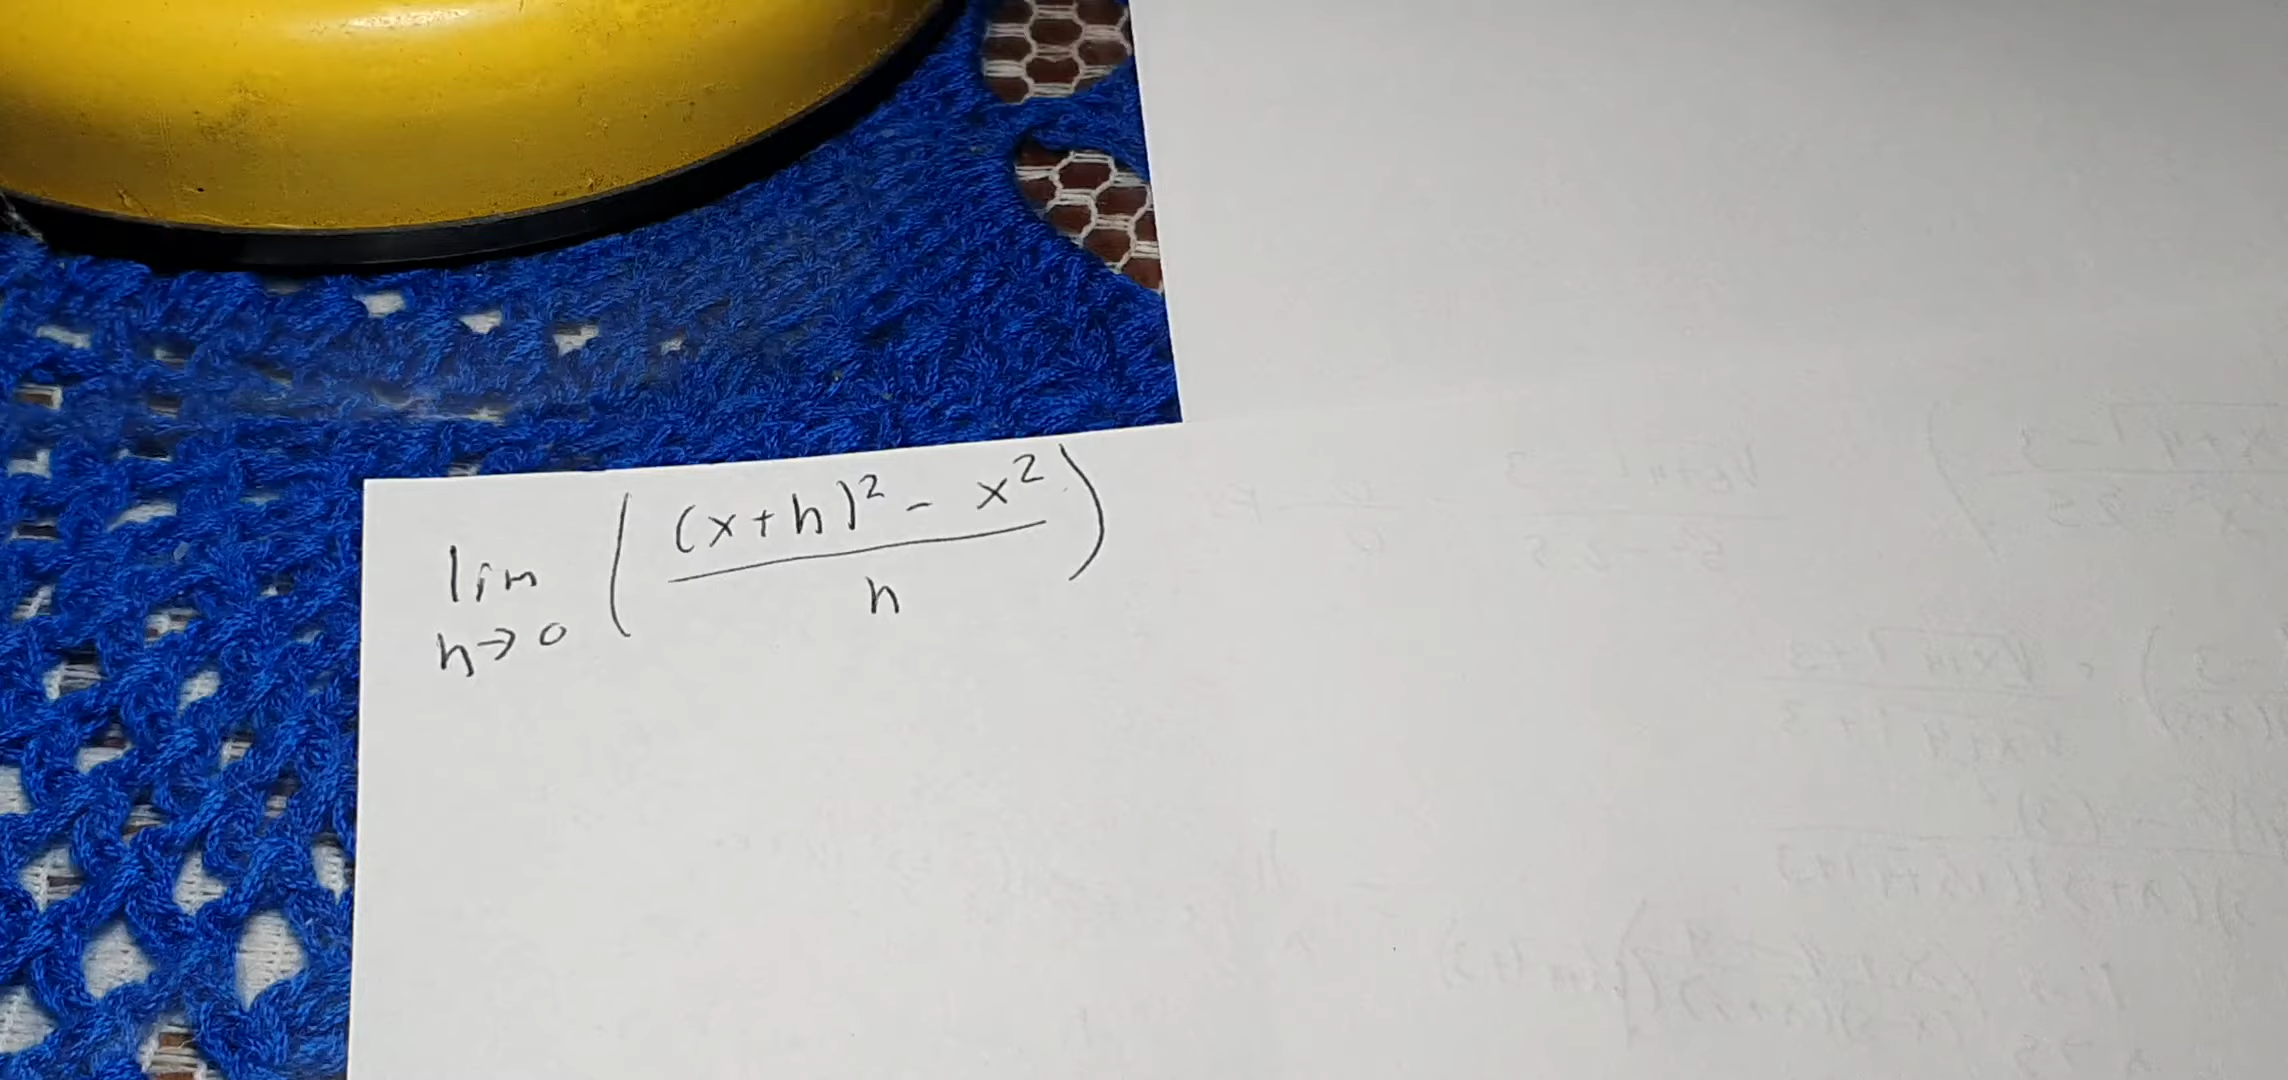 lim h→0 ( ((x+h)² - x²) / h )